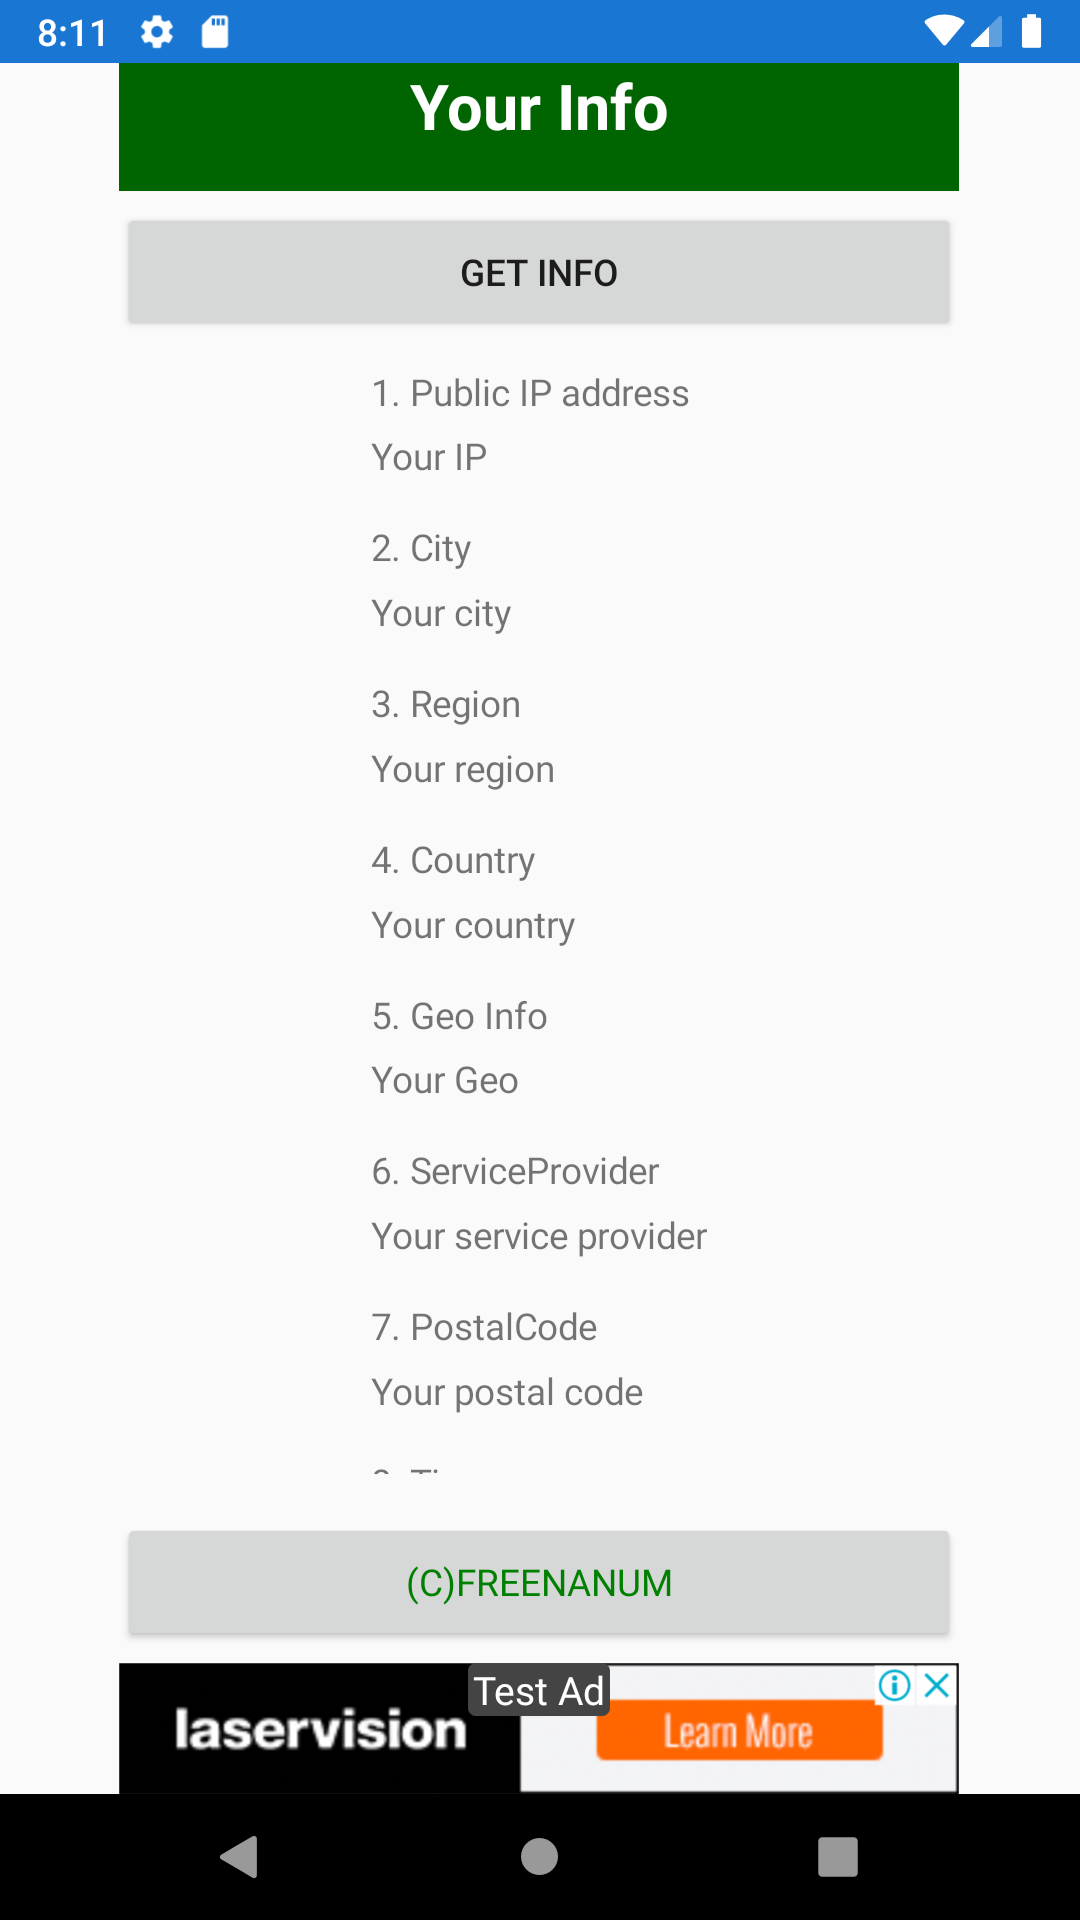 8:11
Your Info
GET INFO
1. Public IP address
Your IP
2. City
Your city
3. Region
Your region
4. Country
Your country
5. Geo Info
Your Geo
6. ServiceProvider
Your service provider
7. PostalCode
Your postal code
(C)FREENANUM
Test Ad
laservision
Learn More